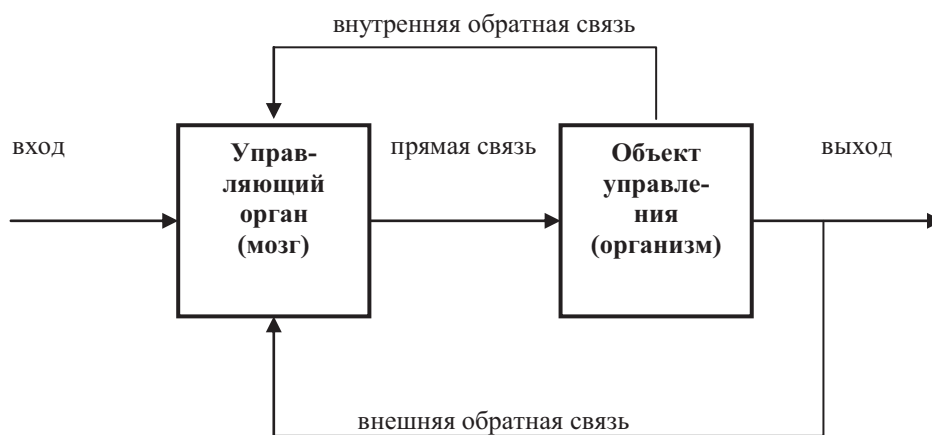 внутренняя обратная связь
вход
Управ-
ляющий
орган
(мозг)
прямая связь
Объект
управле-
ния
(организм)
выход
внешняя обратная связь